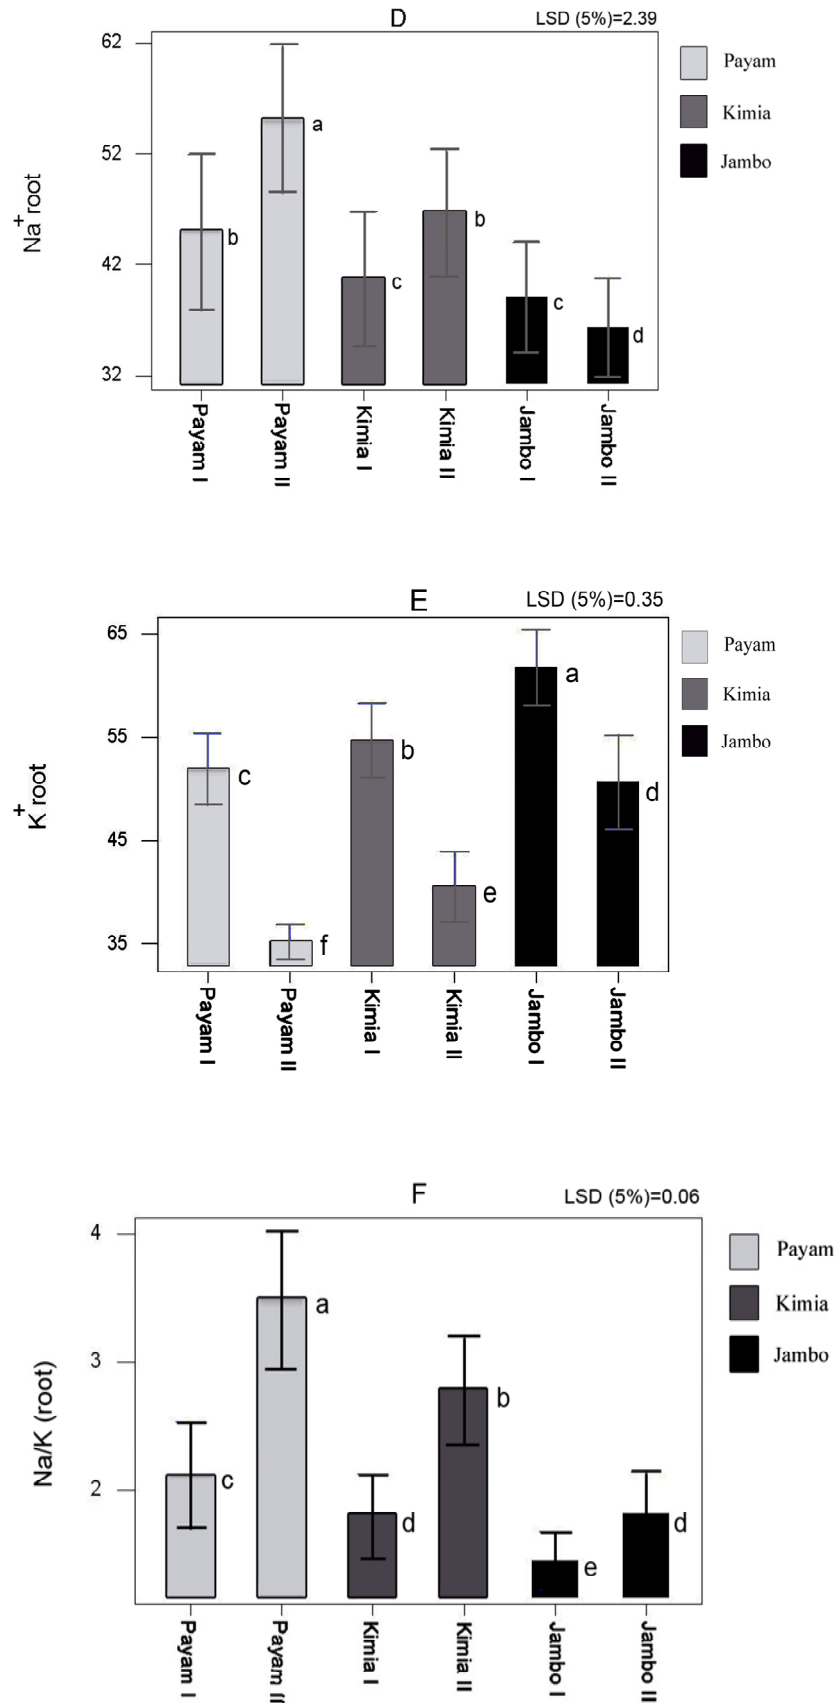 D
LSD (5%)=2.39
62
52
42
32
Na+ root
b
a
c
b
c
d
Payam I
Payam II
Kimia I
Kimia II
Jambo I
Jambo II
Payam
Kimia
Jambo
E
LSD (5%)=0.35
65
55
45
35
K+ root
c
f
b
e
a
d
Payam I
Payam II
Kimia I
Kimia II
Jambo I
Jambo II
Payam
Kimia
Jambo
F
LSD (5%)=0.06
4
3
2
Na/K (root)
c
a
d
b
e
d
Payam I
Payam II
Kimia I
Kimia II
Jambo I
Jambo II
Payam
Kimia
Jambo